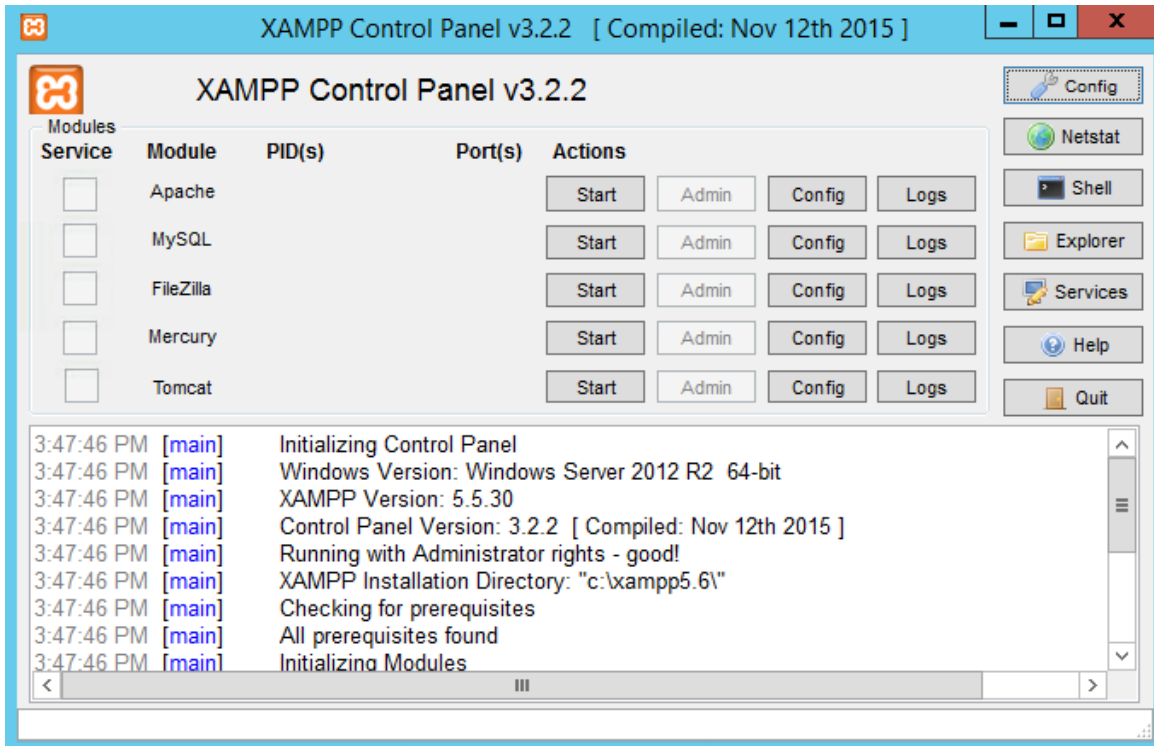 XAMPP Control Panel v3.2.2 [ Compiled: Nov 12th 2015 ]
XAMPP Control Panel v3.2.2
Config
Modules
Service Module PID(s) Port(s) Actions
Netstat
Apache Start Admin Config Logs
Shell
MySQL Start Admin Config Logs
Explorer
FileZilla Start Admin Config Logs
Services
Mercury Start Admin Config Logs
Help
Tomcat Start Admin Config Logs
Quit
3:47:46 PM [main] Initializing Control Panel
3:47:46 PM [main] Windows Version: Windows Server 2012 R2 64-bit
3:47:46 PM [main] XAMPP Version: 5.5.30
3:47:46 PM [main] Control Panel Version: 3.2.2 [ Compiled: Nov 12th 2015 ]
3:47:46 PM [main] Running with Administrator rights - good!
3:47:46 PM [main] XAMPP Installation Directory: "c:\xampp5.6\"
3:47:46 PM [main] Checking for prerequisites
3:47:46 PM [main] All prerequisites found
3:47:46 PM [main] Initializing Modules